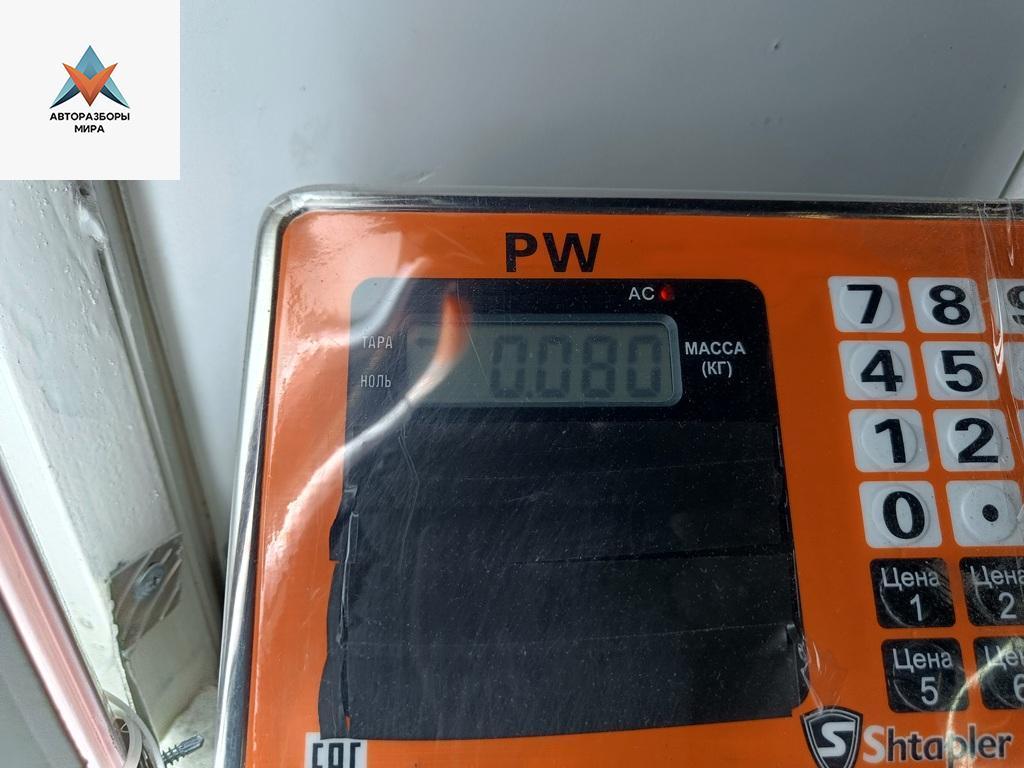 АВТОРАЗБОРЫ
МИРА
PW
AC
ТАРА
НОЛЬ
0.080
МАССА
(КГ)
7 8
4 5
1 2
0 •
Цена 1
Цена 2
Цена 5
EAC
Shtapler